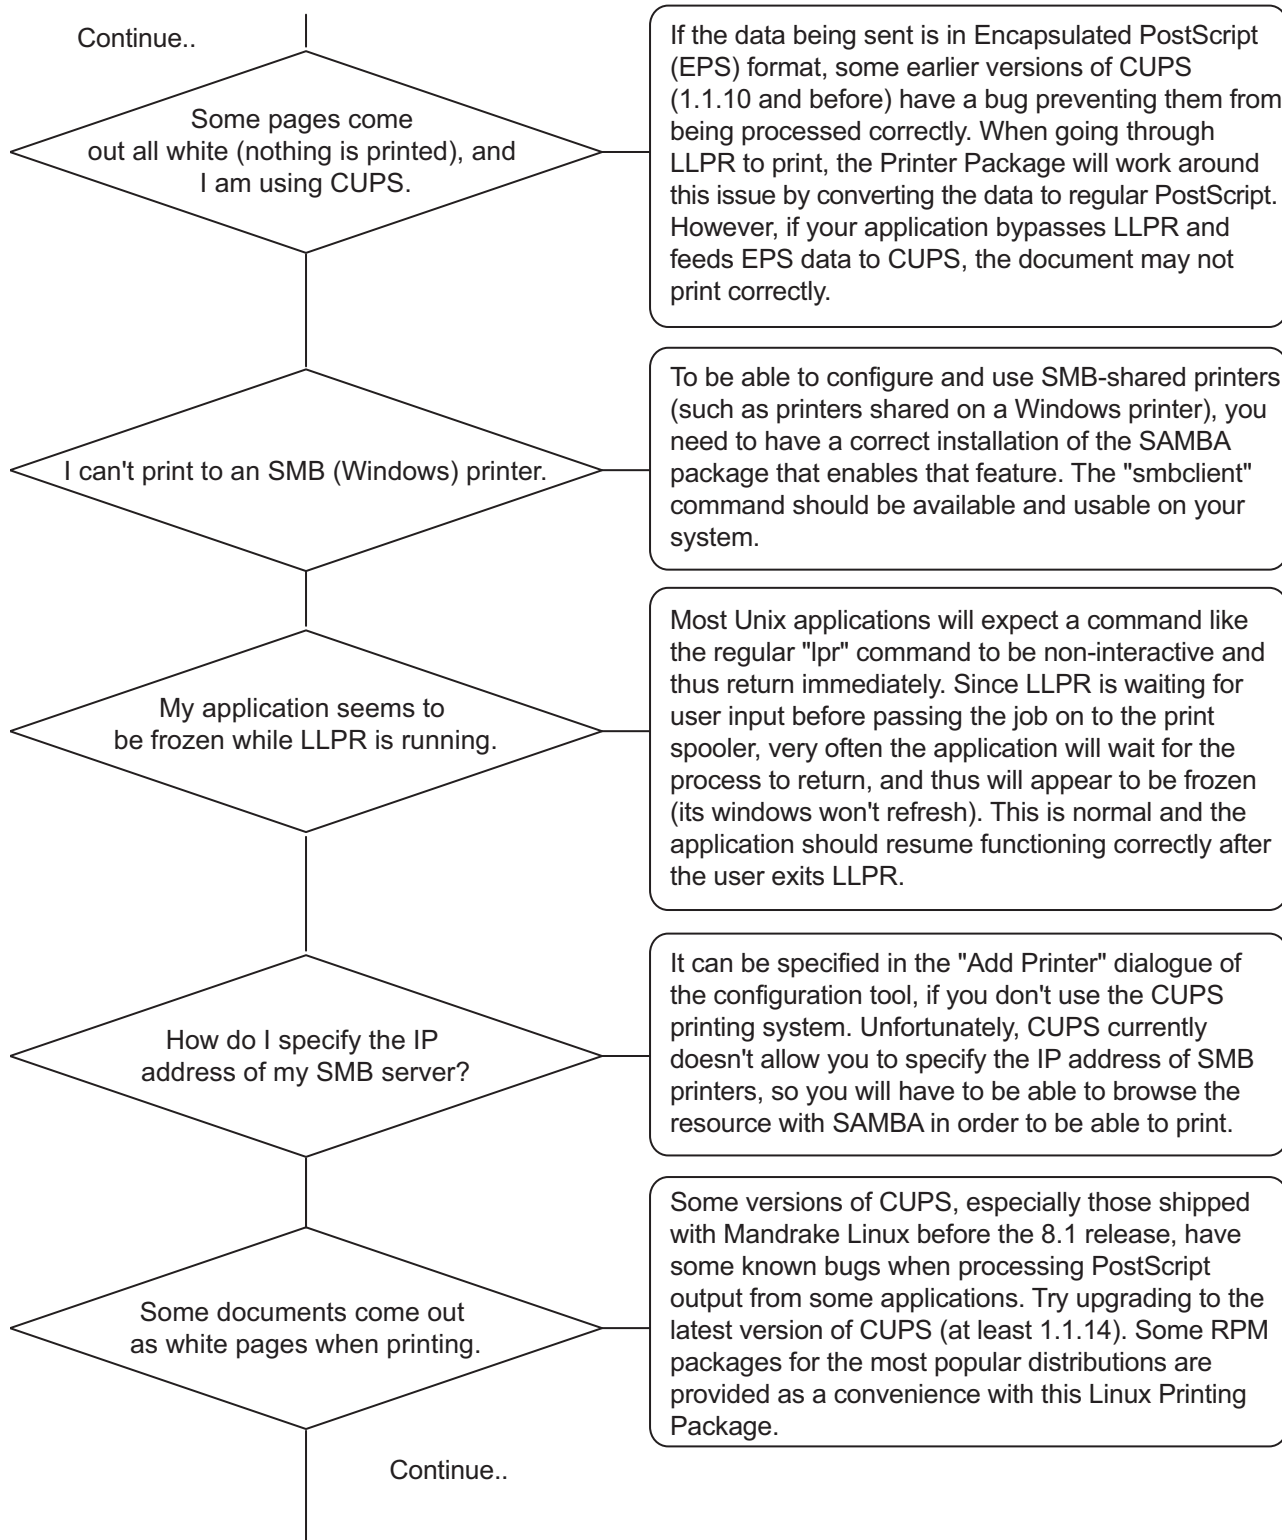 Continue..
Some pages come
out all white (nothing is printed), and
I am using CUPS.
If the data being sent is in Encapsulated PostScript
(EPS) format, some earlier versions of CUPS
(1.1.10 and before) have a bug preventing them from
being processed correctly. When going through
LLPR to print, the Printer Package will work around
this issue by converting the data to regular PostScript.
However, if your application bypasses LLPR and
feeds EPS data to CUPS, the document may not
print correctly.
I can't print to an SMB (Windows) printer.
To be able to configure and use SMB-shared printers
(such as printers shared on a Windows printer), you
need to have a correct installation of the SAMBA
package that enables that feature. The "smbclient"
command should be available and usable on your
system.
My application seems to
be frozen while LLPR is running.
Most Unix applications will expect a command like
the regular "lpr" command to be non-interactive and
thus return immediately. Since LLPR is waiting for
user input before passing the job on to the print
spooler, very often the application will wait for the
process to return, and thus will appear to be frozen
(its windows won't refresh). This is normal and the
application should resume functioning correctly after
the user exits LLPR.
How do I specify the IP
address of my SMB server?
It can be specified in the "Add Printer" dialogue of
the configuration tool, if you don't use the CUPS
printing system. Unfortunately, CUPS currently
doesn't allow you to specify the IP address of SMB
printers, so you will have to be able to browse the
resource with SAMBA in order to be able to print.
Some documents come out
as white pages when printing.
Some versions of CUPS, especially those shipped
with Mandrake Linux before the 8.1 release, have
some known bugs when processing PostScript
output from some applications. Try upgrading to the
latest version of CUPS (at least 1.1.14). Some RPM
packages for the most popular distributions are
provided as a convenience with this Linux Printing
Package.
Continue..